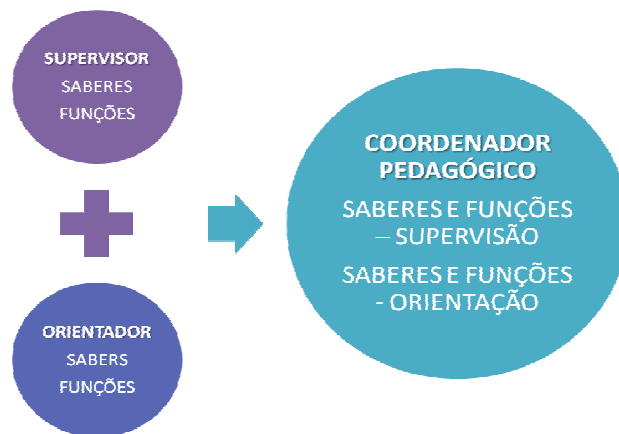 SUPERVISOR
SABERES
FUNÇÕES
ORIENTADOR
SABERS
FUNÇÕES
COORDENADOR
PEDAGÓGICO
SABERES E FUNÇÕES
– SUPERVISÃO
SABERES E FUNÇÕES
- ORIENTAÇÃO